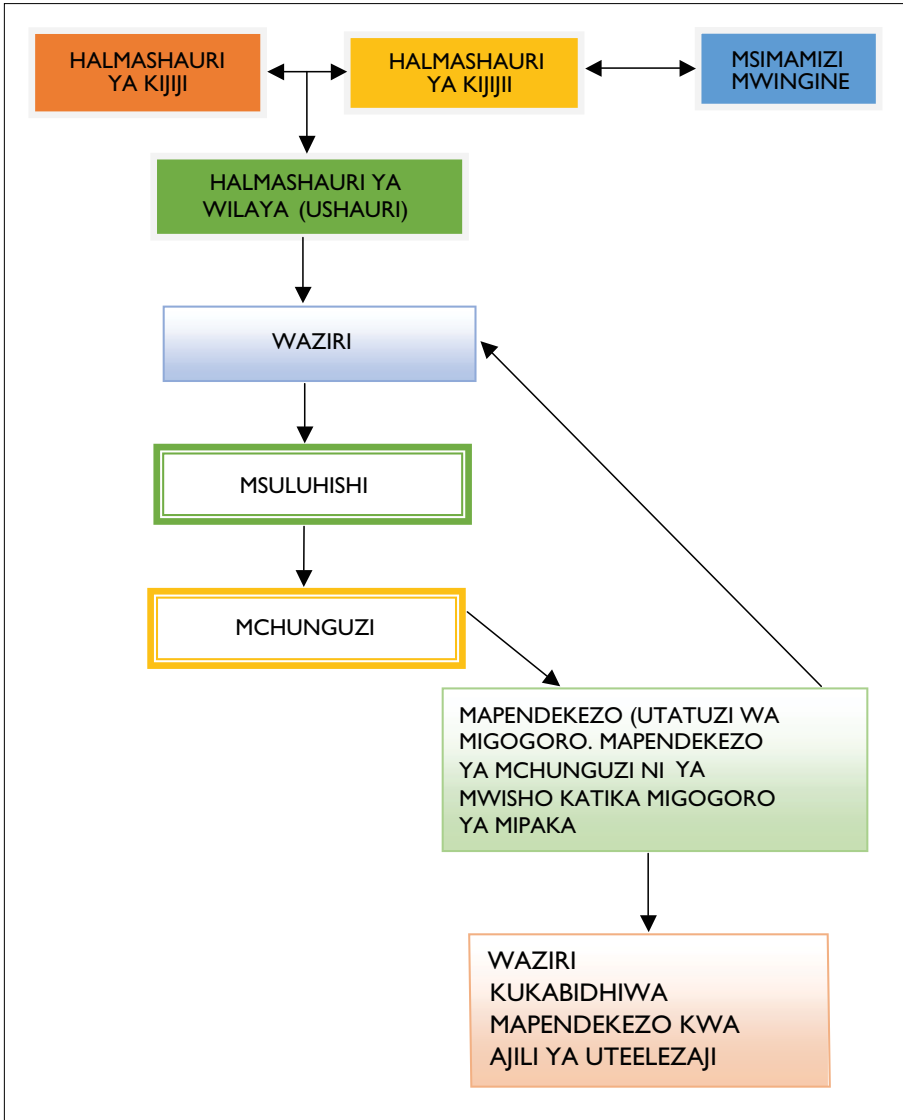 HALMASHAURI
YA KIJIJI
HALMASHAURI
YA KIJIJII
MSIMAMIZI
MWINGINE
HALMASHAURI YA
WILAYA (USHAURI)
WAZIRI
MSULUHISHI
MCHUNGUZI
MAPENDEKEZO (UTATUZI WA
MIGOGORO. MAPENDEKEZO
YA MCHUNGUZI NI YA
MWISHO KATIKA MIGOGORO
YA MIPAKA
WAZIRI
KUKABIDHIWA
MAPENDEKEZO KWA
AJILI YA UTEELEZAJI